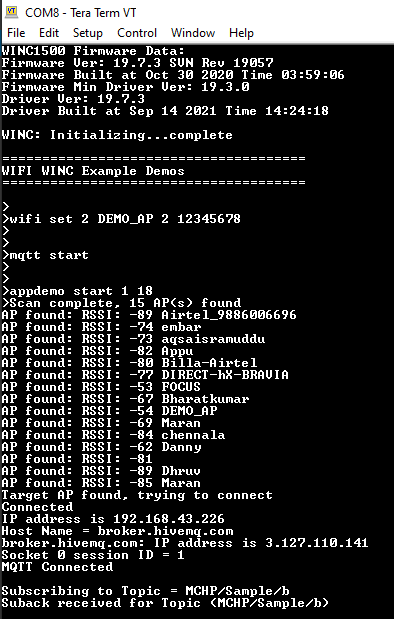 COM8 - Tera Term VT
File Edit Setup Control Window Help
WINC1500 Firmware Data:
Firmware Ver: 19.7.3 SVN Rev 19057
Firmware Built at Oct 30 2020 Time 03:59:06
Firmware Min Driver Ver: 19.3.0
Driver Ver: 19.7.3
Driver Built at Sep 14 2021 Time 14:24:18
WINC: Initializing...complete
=======================================
WIFI WINC Example Demos
=======================================
>
>wifi set 2 DEMO_AP 2 12345678
>
>
>mqtt start
>
>
>appdemo start 1 18
>Scan complete, 15 AP(s) found
AP found: RSSI: -89 Airtel_9886006696
AP found: RSSI: -74 embar
AP found: RSSI: -73 aqsaisramuddu
AP found: RSSI: -82 Appu
AP found: RSSI: -80 Billa-Airtel
AP found: RSSI: -77 DIRECT-hX-BRAVIA
AP found: RSSI: -53 FOCUS
AP found: RSSI: -67 Bharatkumar
AP found: RSSI: -54 DEMO_AP
AP found: RSSI: -69 Maran
AP found: RSSI: -84 chennala
AP found: RSSI: -62 Danny
AP found: RSSI: -81
AP found: RSSI: -89 Dhruv
AP found: RSSI: -85 Maran
Target AP found, trying to connect
Connected
IP address is 192.168.43.226
Host Name = broker.hivemq.com
broker.hivemq.com: IP address is 3.127.110.141
Socket 0 session ID = 1
MQTT Connected
Subscribing to Topic = MCHP/Sample/b
Suback received for Topic (MCHP/Sample/b)